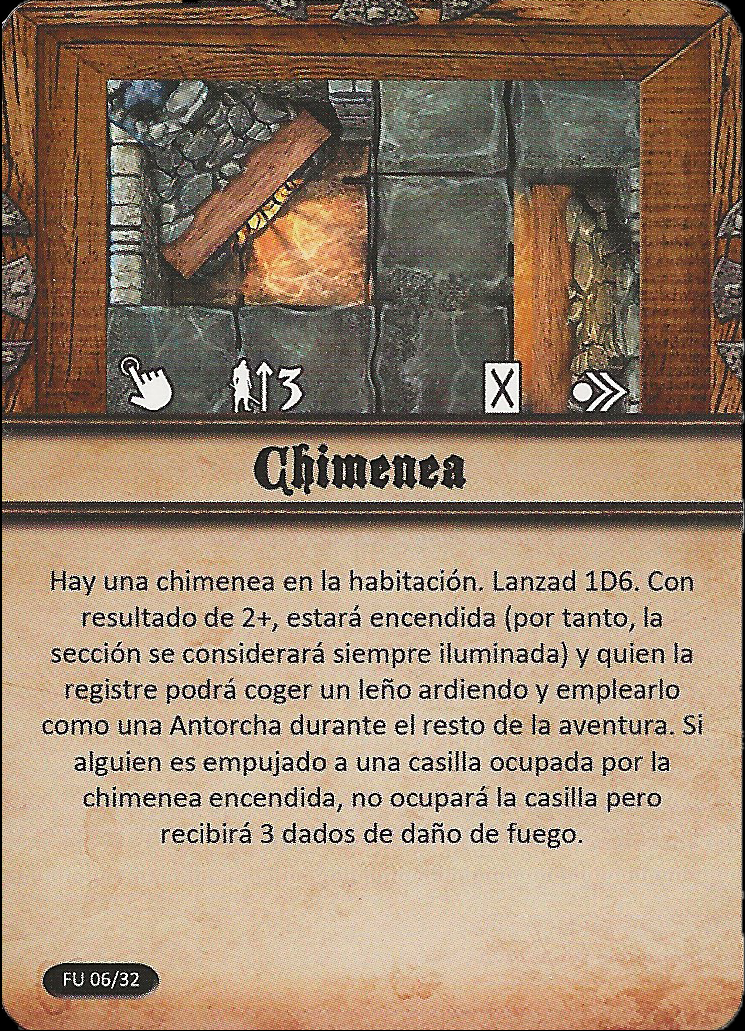 3
X
Chimenea
Hay una chimenea en la habitación. Lanzad 1D6. Con
resultado de 2+, estará encendida (por tanto, la
sección se considerará siempre iluminada) y quien la
registre podrá coger un leño ardiendo y emplearlo
como una Antorcha durante el resto de la aventura. Si
alguien es empujado a una casilla ocupada por la
chimenea encendida, no ocupará la casilla pero
recibirá 3 dados de daño de fuego.
FU 06/32